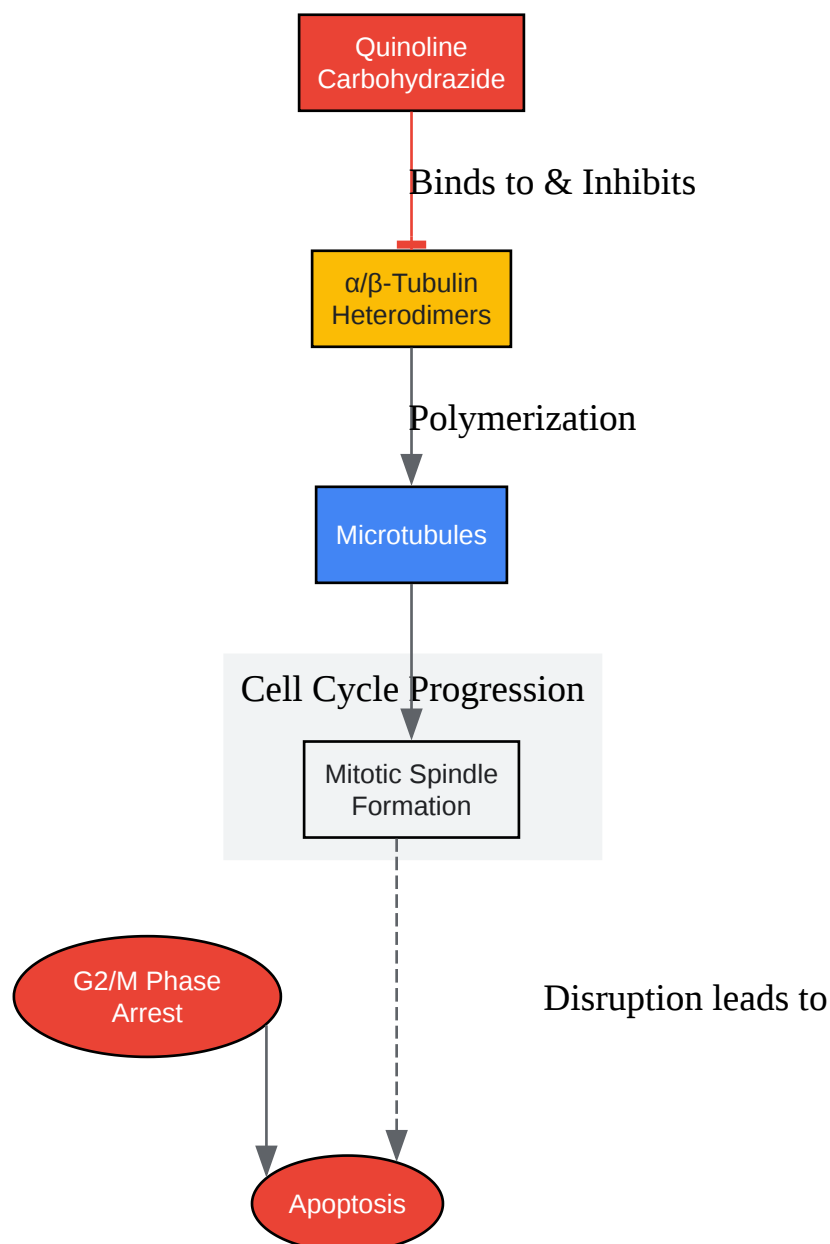 Quinoline
Carbohydrazide
Binds to & Inhibits
α/β-Tubulin
Heterodimers
Polymerization
Microtubules
Cell Cycle Progression
Mitotic Spindle
Formation
G2/M Phase
Arrest
Disruption leads to
Apoptosis